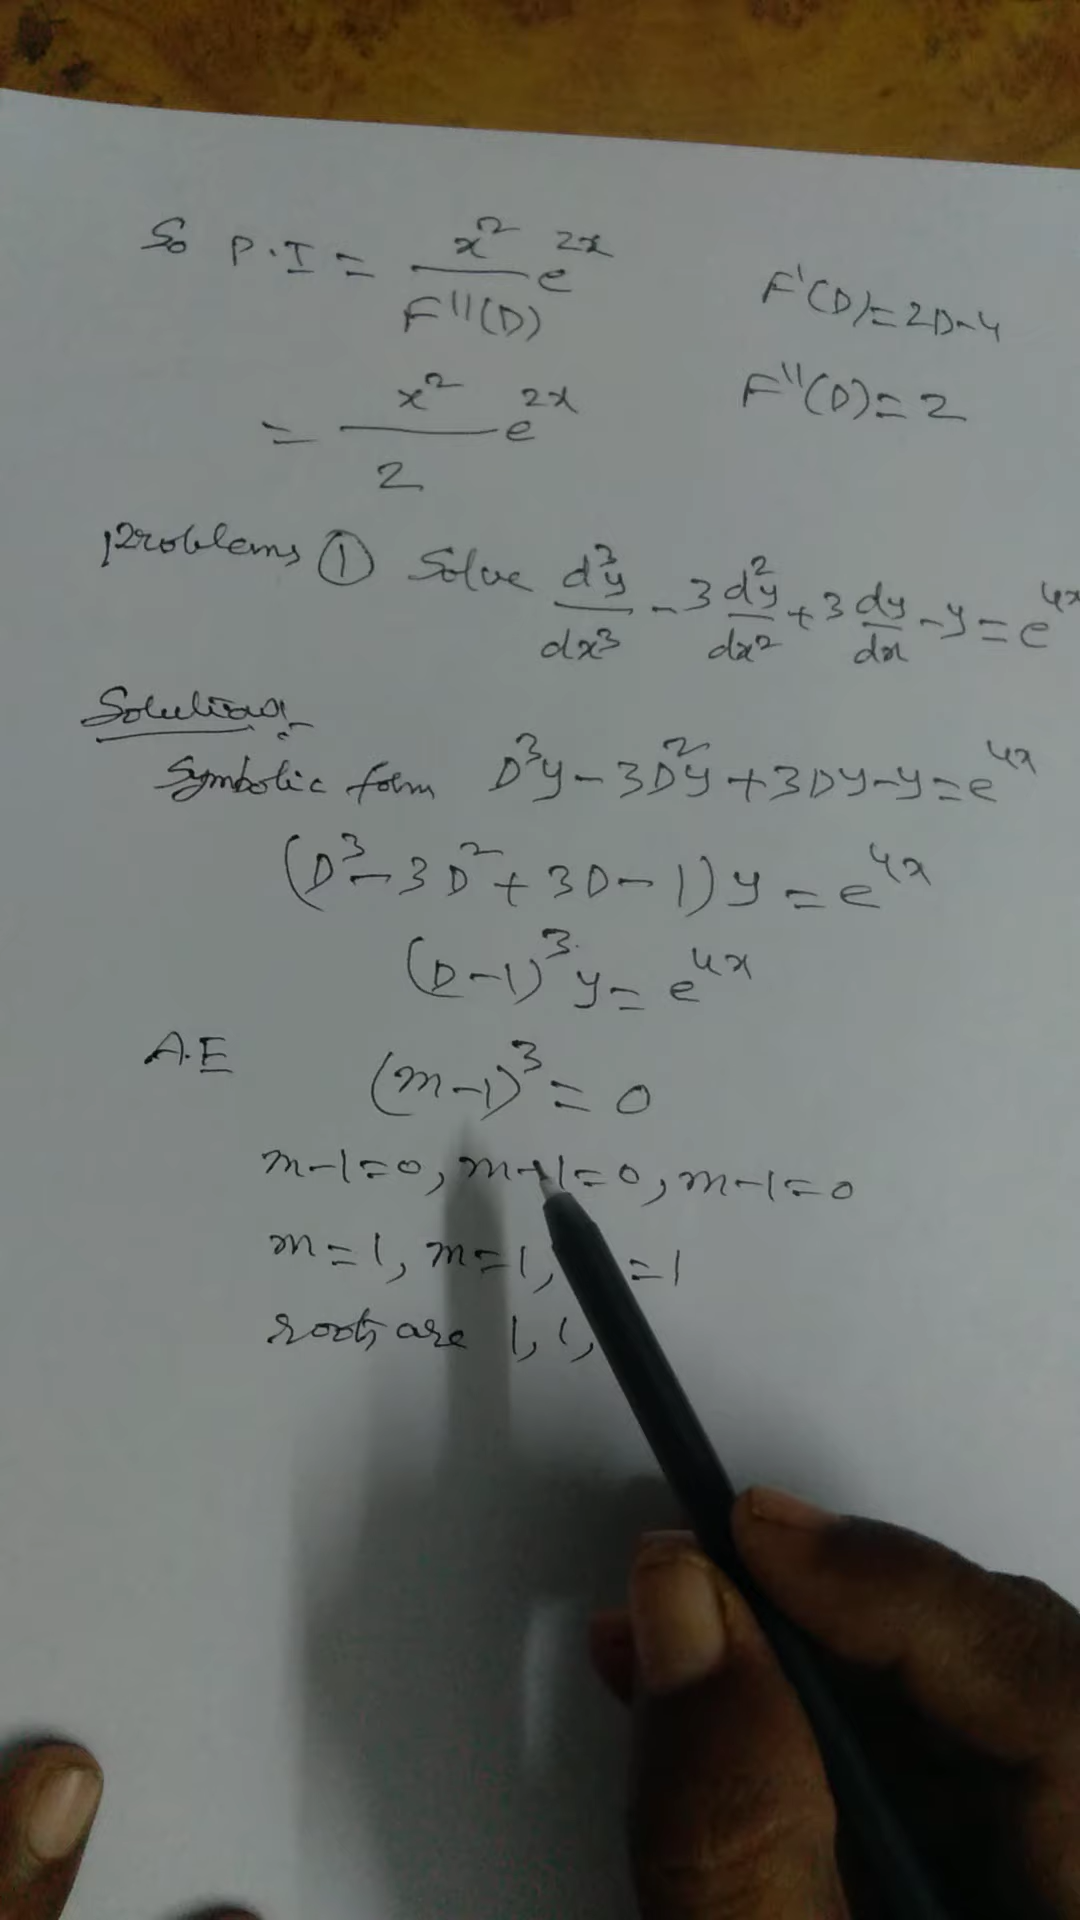 So P.I = x² / F''(D) e^2x
F'(D) = 2D-4
= x² / 2 e^2x
F''(D) = 2
Problems ① Solve d³y/dx³ - 3 d²y/dx² + 3 dy/dx - y = e^4x
Solution:-
Symbolic form D³y - 3D²y + 3Dy - y = e^4x
(D³ - 3D² + 3D - 1) y = e^4x
(D-1)³ y = e^4x
A.E (m-1)³ = 0
m-1=0, m-1=0, m-1=0
m=1, m=1, =1
roots are 1, 1,